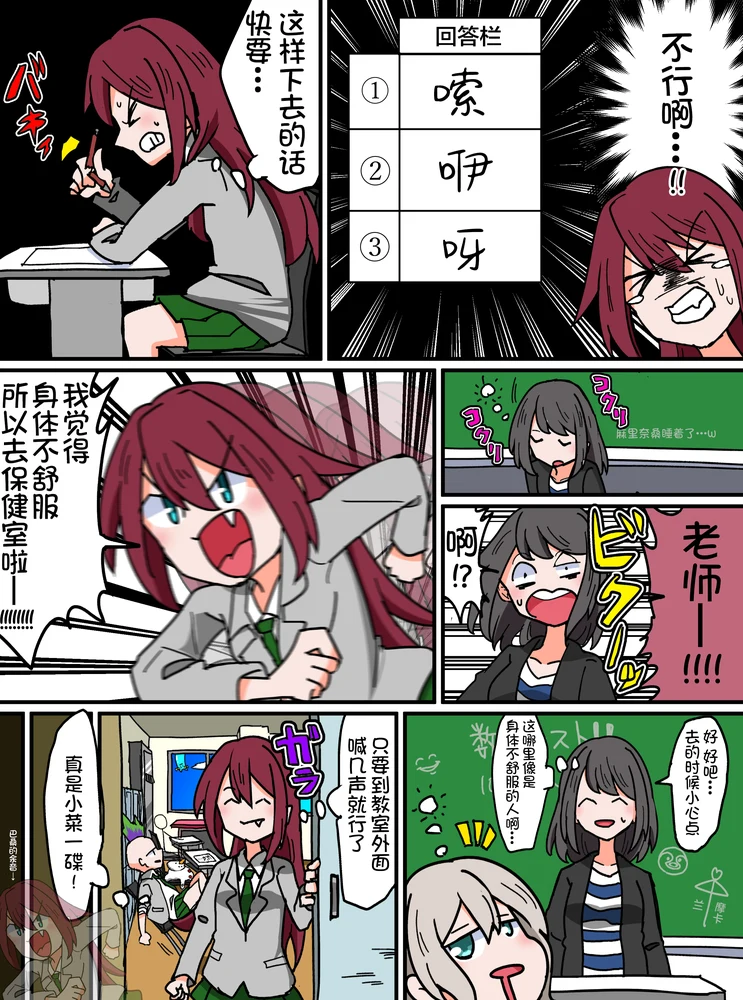 不行啊…!!
回答栏
①
嗦
②
咿
③
呀
这样下去的话
快要…
バキィ
コクリ
コクリ
麻里奈桑睡着了…ω
老师ー!!!!
ビクーッ
啊!?
我觉得
身体不舒服
所以去保健室啦ー!!!!!!!!!
好好吧…
去的时候小心点
这哪里像是
身体不舒服的人啊…
兰
摩卡
只要到教室外面
喊几声就行了
ガラ
真是小菜一碟!
巴桑的余音→